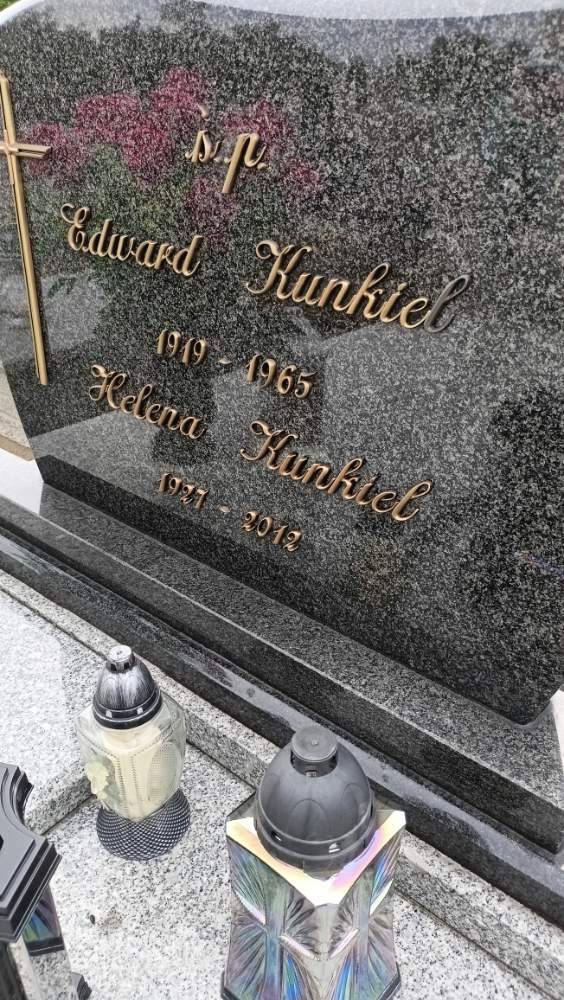 ś.p.
Edward Kunkiel
1919 - 1965
Helena Kunkiel
1927 - 2012